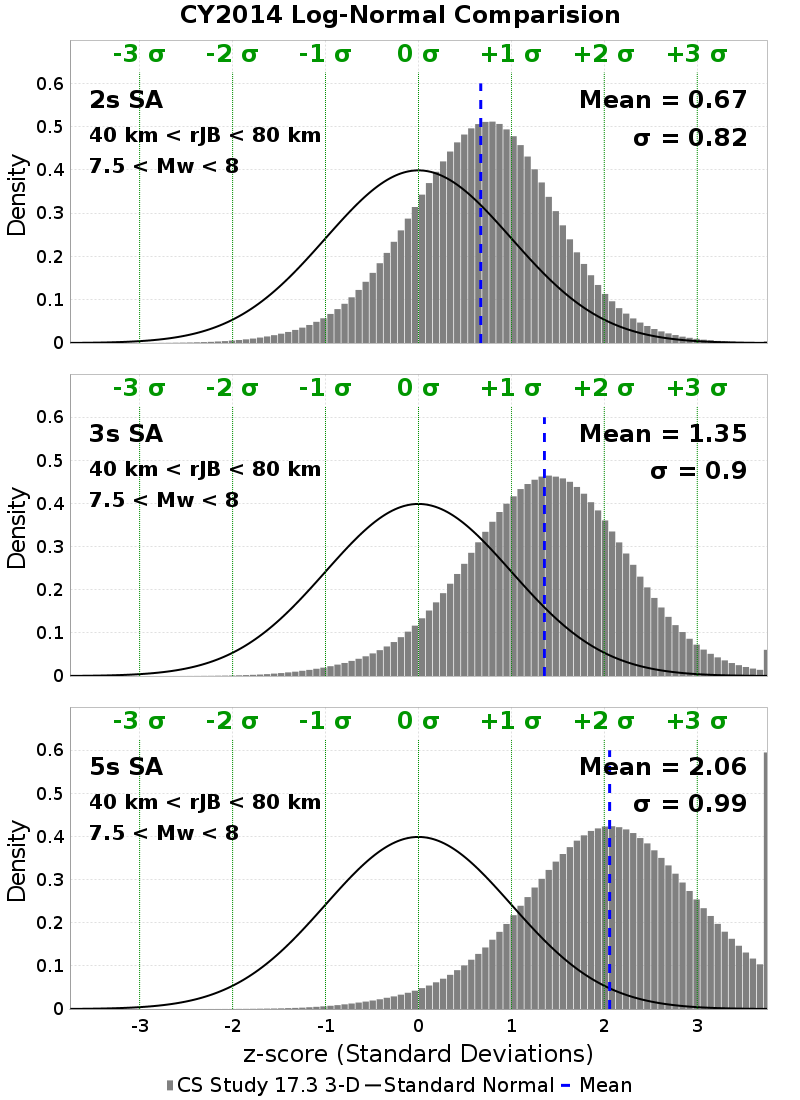 CY2014 Log-Normal Comparision
-3 σ -2 σ -1 σ 0 σ +1 σ +2 σ +3 σ
2s SA
40 km < rJB < 80 km
7.5 < Mw < 8
Mean = 0.67
σ = 0.82
Density
0.6
0.5
0.4
0.3
0.2
0.1
0
-3 σ -2 σ -1 σ 0 σ +1 σ +2 σ +3 σ
3s SA
40 km < rJB < 80 km
7.5 < Mw < 8
Mean = 1.35
σ = 0.9
Density
0.6
0.5
0.4
0.3
0.2
0.1
0
-3 σ -2 σ -1 σ 0 σ +1 σ +2 σ +3 σ
5s SA
40 km < rJB < 80 km
7.5 < Mw < 8
Mean = 2.06
σ = 0.99
Density
0.6
0.5
0.4
0.3
0.2
0.1
0
-3 -2 -1 0 1 2 3
z-score (Standard Deviations)
CS Study 17.3 3-D Standard Normal Mean